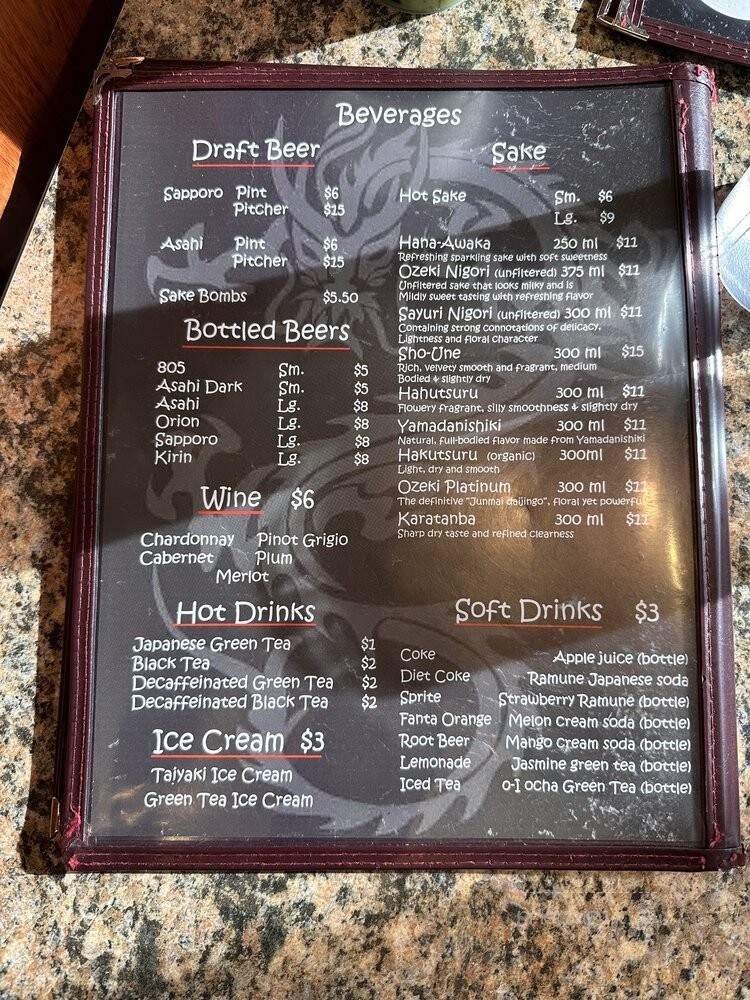 Beverages
Draft Beer
Sapporo Pint $6
Pitcher $15
Asahi Pint $6
Pitcher $15
Sake Bombs $5.50
Bottled Beers
805 Sm. $5
Asahi Dark Sm. $5
Asahi Lg. $8
Orion Lg. $8
Sapporo Lg. $8
Kirin Lg. $8
Wine $6
Chardonnay Pinot Grigio
Cabernet Plum
Merlot
Hot Drinks
Japanese Green Tea $1
Black Tea $2
Decaffeinated Green Tea $2
Decaffeinated Black Tea $2
Ice Cream $3
Taiyaki Ice Cream
Green Tea Ice Cream
Sake
Hot Sake Sm. $6
Lg. $9
Hana-Awaka 250 ml $11
Refreshing sparkling sake with soft sweetness
Ozeki Nigori (unfiltered) 375 ml $11
Unfiltered sake that looks milky and is
Mildly sweet tasting with refreshing flavor
Sayuri Nigori (unfiltered) 300 ml $11
Containing strong connotations of delicacy,
Lightness and floral character
Sho-Une 300 ml $15
Rich, velvety smooth and fragrant, medium
Bodied & slightly dry
Hahutsuru 300 ml $11
Flowery fragrant, silly smoothness & slightly dry
Yamadanishiki 300 ml $11
Natural, full-bodied flavor made from Yamadanishiki
Hakutsuru (organic) 300ml $11
Light, dry and smooth
Ozeki Platinum 300 ml $11
The definitive "Junmai daijingo", floral yet powerful
Karatanba 300 ml $11
Sharp dry taste and refined clearness
Soft Drinks $3
Coke Apple juice (bottle)
Diet Coke Ramune Japanese soda
Sprite Strawberry Ramune (bottle)
Fanta Orange Melon cream soda (bottle)
Root Beer Mango cream soda (bottle)
Lemonade Jasmine green tea (bottle)
Iced Tea o-I ocha Green Tea (bottle)